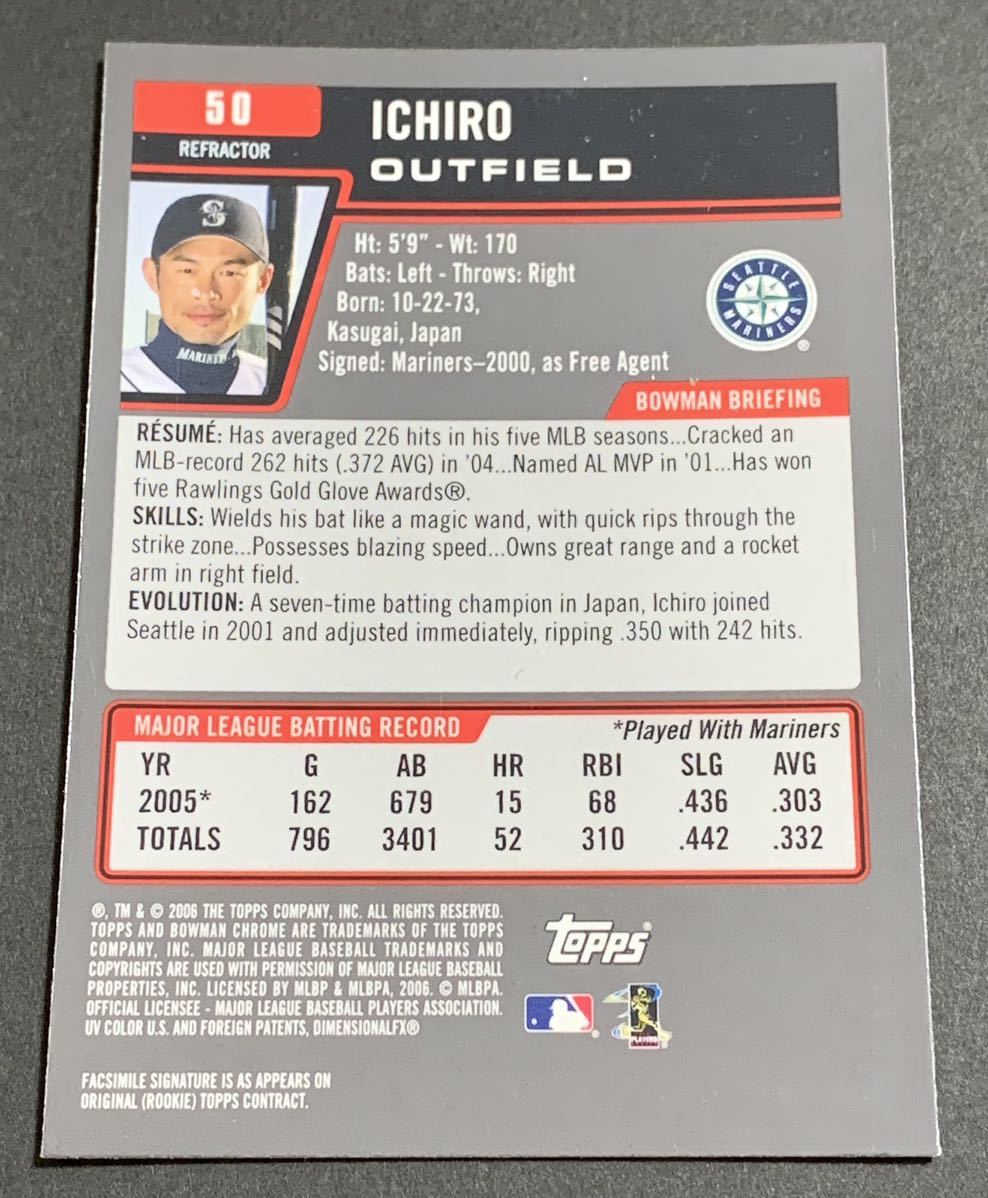 50
REFRACTOR
ICHIRO
OUTFIELD
S
MARINER
Ht: 5'9" - Wt: 170
Bats: Left - Throws: Right
Born: 10-22-73,
Kasugai, Japan
Signed: Mariners–2000, as Free Agent
SEATTLE
MARINERS
®
BOWMAN BRIEFING
RÉSUMÉ: Has averaged 226 hits in his five MLB seasons...Cracked an
MLB-record 262 hits (.372 AVG) in '04...Named AL MVP in '01...Has won
five Rawlings Gold Glove Awards®.
SKILLS: Wields his bat like a magic wand, with quick rips through the
strike zone...Possesses blazing speed...Owns great range and a rocket
arm in right field.
EVOLUTION: A seven-time batting champion in Japan, Ichiro joined
Seattle in 2001 and adjusted immediately, ripping .350 with 242 hits.
MAJOR LEAGUE BATTING RECORD *Played With Mariners
YR G AB HR RBI SLG AVG
2005* 162 679 15 68 .436 .303
TOTALS 796 3401 52 310 .442 .332
®, TM & © 2006 THE TOPPS COMPANY, INC. ALL RIGHTS RESERVED.
TOPPS AND BOWMAN CHROME ARE TRADEMARKS OF THE TOPPS
COMPANY, INC. MAJOR LEAGUE BASEBALL TRADEMARKS AND
COPYRIGHTS ARE USED WITH PERMISSION OF MAJOR LEAGUE BASEBALL
PROPERTIES, INC. LICENSED BY MLBP & MLBPA, 2006. © MLBPA.
OFFICIAL LICENSEE - MAJOR LEAGUE BASEBALL PLAYERS ASSOCIATION.
UV COLOR U.S. AND FOREIGN PATENTS, DIMENSIONALFX®
Topps®
PLAYERS
FACSIMILE SIGNATURE IS AS APPEARS ON
ORIGINAL (ROOKIE) TOPPS CONTRACT.